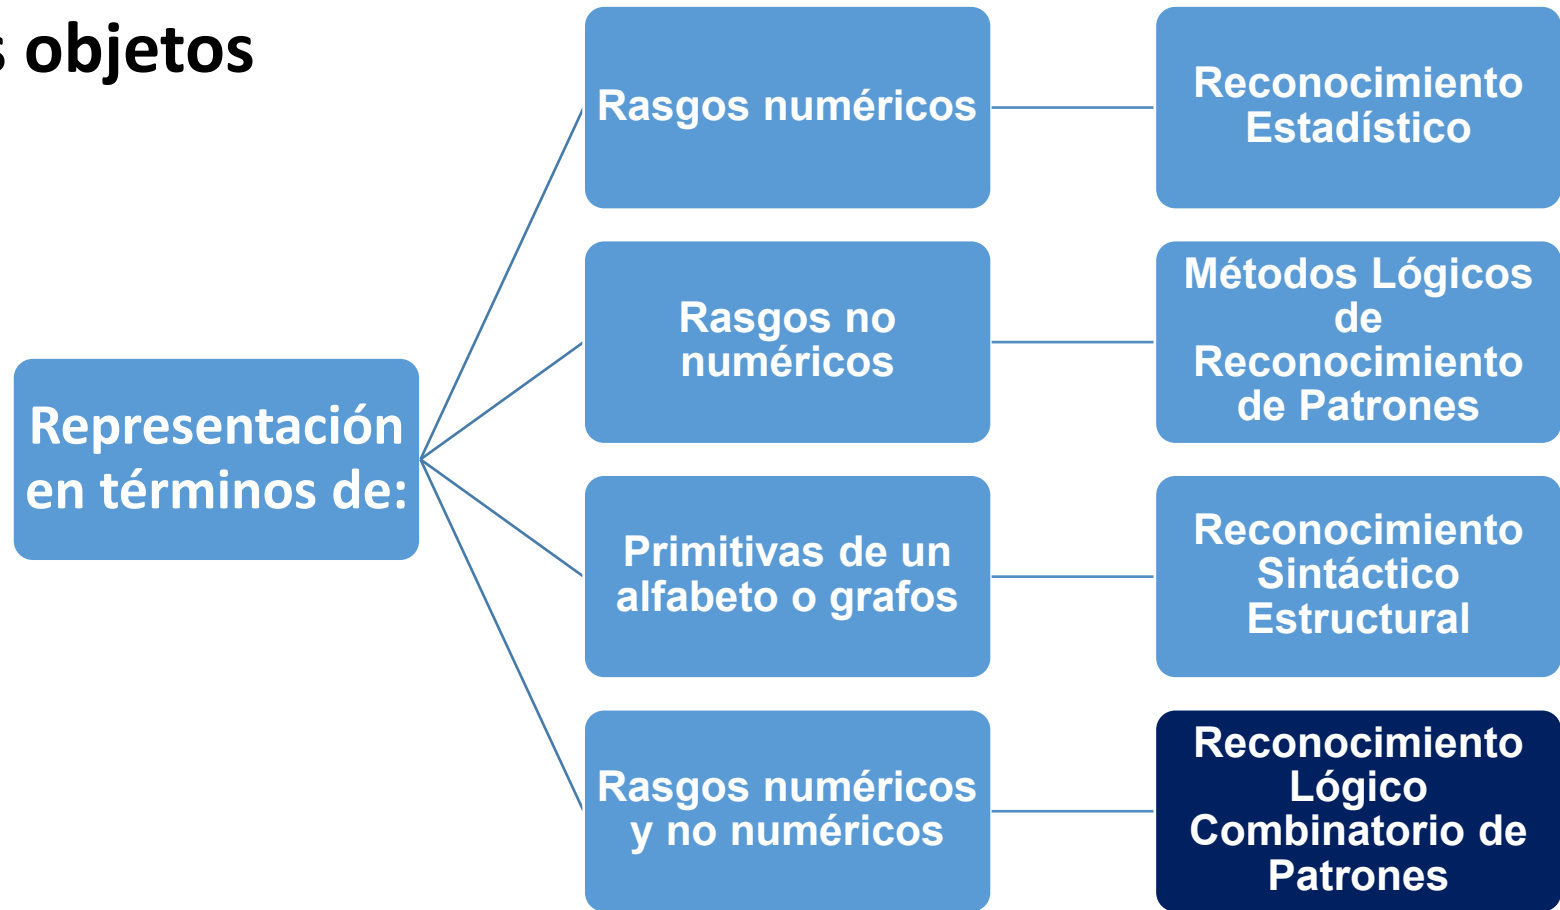 s objetos
Rasgos numéricos
Reconocimiento
Estadístico
Rasgos no
numéricos
Métodos Lógicos
de
Reconocimiento
de Patrones
Representación
en términos de:
Primitivas de un
alfabeto o grafos
Reconocimiento
Sintáctico
Estructural
Rasgos numéricos
y no numéricos
Reconocimiento
Lógico
Combinatorio de
Patrones